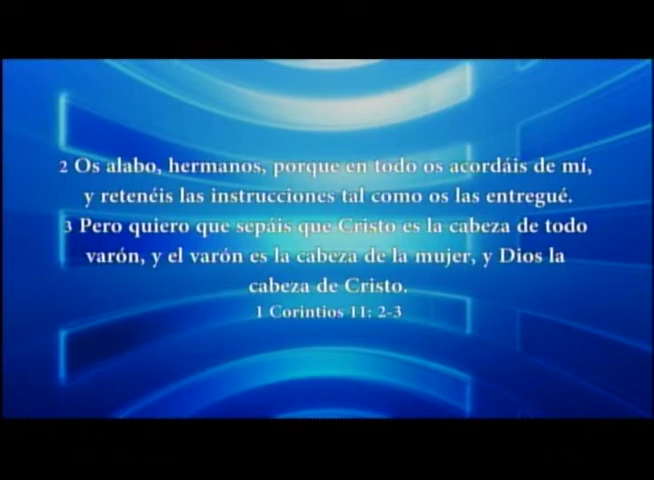 2 Os alabo, hermanos, porque en todo os acordáis de mí,
y retenéis las instrucciones tal como os las entregué.
3 Pero quiero que sepáis que Cristo es la cabeza de todo
varón, y el varón es la cabeza de la mujer, y Dios la
cabeza de Cristo.
1 Corintios 11: 2-3